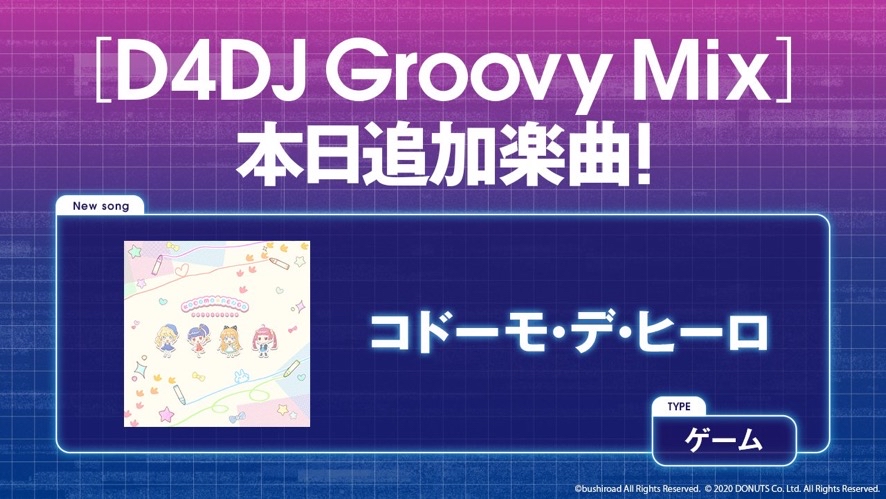 [D4DJ Groovy Mix]
本日追加楽曲!
New song
コドーモ・デ・ヒーロ
TYPE
ゲーム
©bushiroad All Rights Reserved. © 2020 DONUTS Co. Ltd. All Rights Reserved.